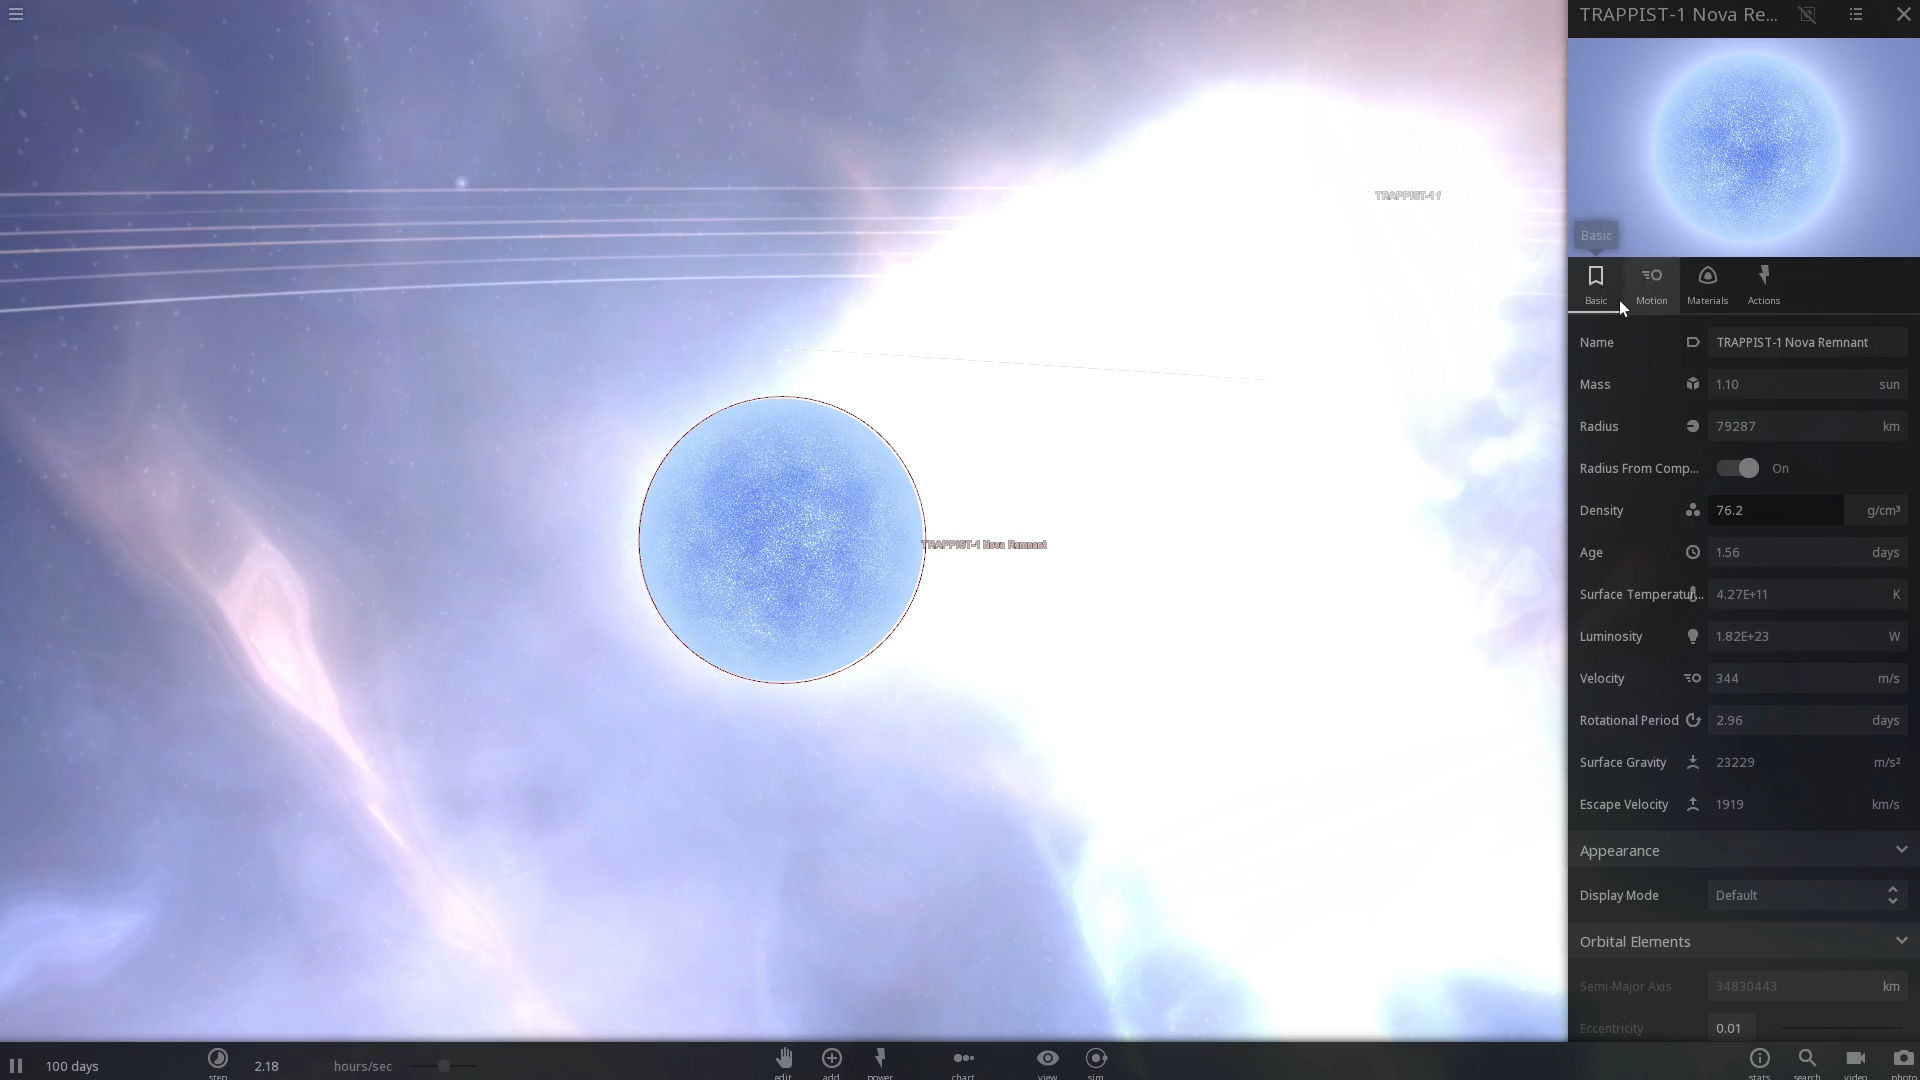 TRAPPIST-1 Nova Re...
TRAPPIST-1 f
Basic
Basic
Motion
Materials
Actions
Name TRAPPIST-1 Nova Remnant
Mass 1.10 sun
Radius 79287 km
Radius From Comp... On
Density 76.2 g/cm³
TRAPPIST-1 Nova Remnant
Age 1.56 days
Surface Temperatur... 4.27E+11 K
Luminosity 1.82E+23 W
Velocity 344 m/s
Rotational Period 2.96 days
Surface Gravity 23229 m/s²
Escape Velocity 1919 km/s
Appearance
Display Mode Default
Orbital Elements
Semi-Major Axis 34830443 km
Eccentricity 0.01
100 days
step
2.18 hours/sec
edit
add
power
chart
view
sim
stats
search
video
photo